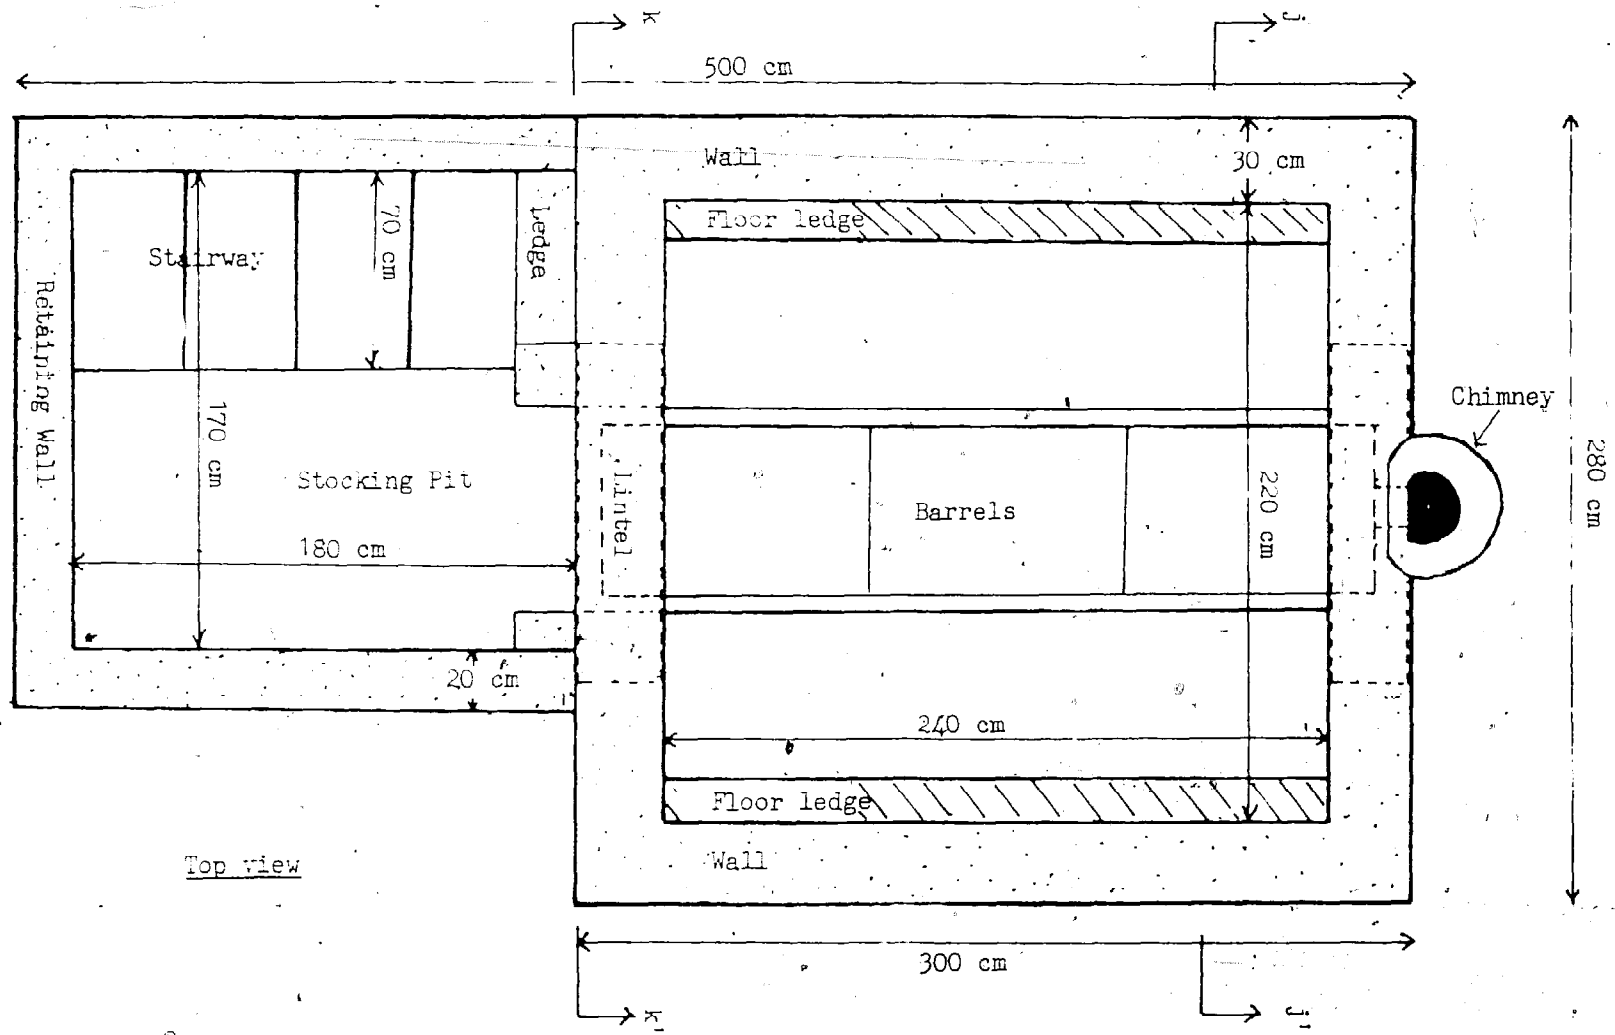 k
j
500 cm
Wall
30 cm
Floor ledge
70 cm
Ledge
Stairway
Retaining Wall
Chimney
170 cm
Stocking Pit
Lintel
Barrels
220 cm
280 cm
180 cm
20 cm
240 cm
Floor ledge
Wall
Top view
300 cm
k'
j'